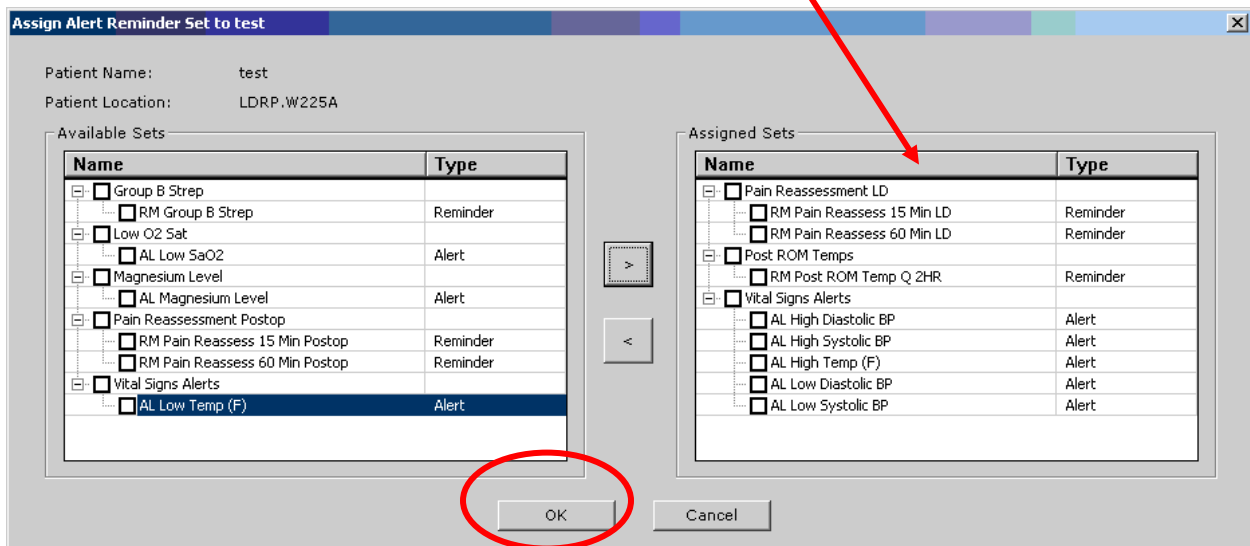 Assign Alert Reminder Set to test
Patient Name: test
Patient Location: LDRP.W225A
Available Sets
Name Type
Group B Strep
RM Group B Strep Reminder
Low O2 Sat
AL Low SaO2 Alert
Magnesium Level
AL Magnesium Level Alert
Pain Reassessment Postop
RM Pain Reassess 15 Min Postop Reminder
RM Pain Reassess 60 Min Postop Reminder
Vital Signs Alerts
AL Low Temp (F) Alert
>
<
Assigned Sets
Name Type
Pain Reassessment LD
RM Pain Reassess 15 Min LD Reminder
RM Pain Reassess 60 Min LD Reminder
Post ROM Temps
RM Post ROM Temp Q 2HR Reminder
Vital Signs Alerts
AL High Diastolic BP Alert
AL High Systolic BP Alert
AL High Temp (F) Alert
AL Low Diastolic BP Alert
AL Low Systolic BP Alert
OK Cancel